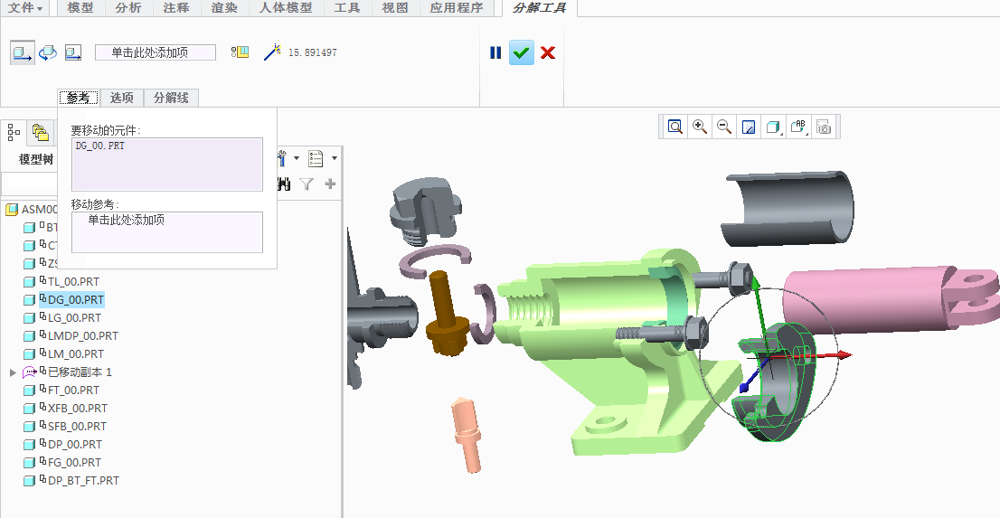 文件 模型 分析 注释 渲染 人体模型 工具 视图 应用程序 分解工具
单击此处添加项 15.891497
参考 选项 分解线
要移动的元件:
DG_00.PRT
移动参考:
单击此处添加项
模型树
ASM00
BT
CT
ZS
TL_00.PRT
DG_00.PRT
LG_00.PRT
LMDP_00.PRT
LM_00.PRT
已移动副本 1
FT_00.PRT
XFB_00.PRT
SFB_00.PRT
DP_00.PRT
FG_00.PRT
DP_BT_FT.PRT
AB